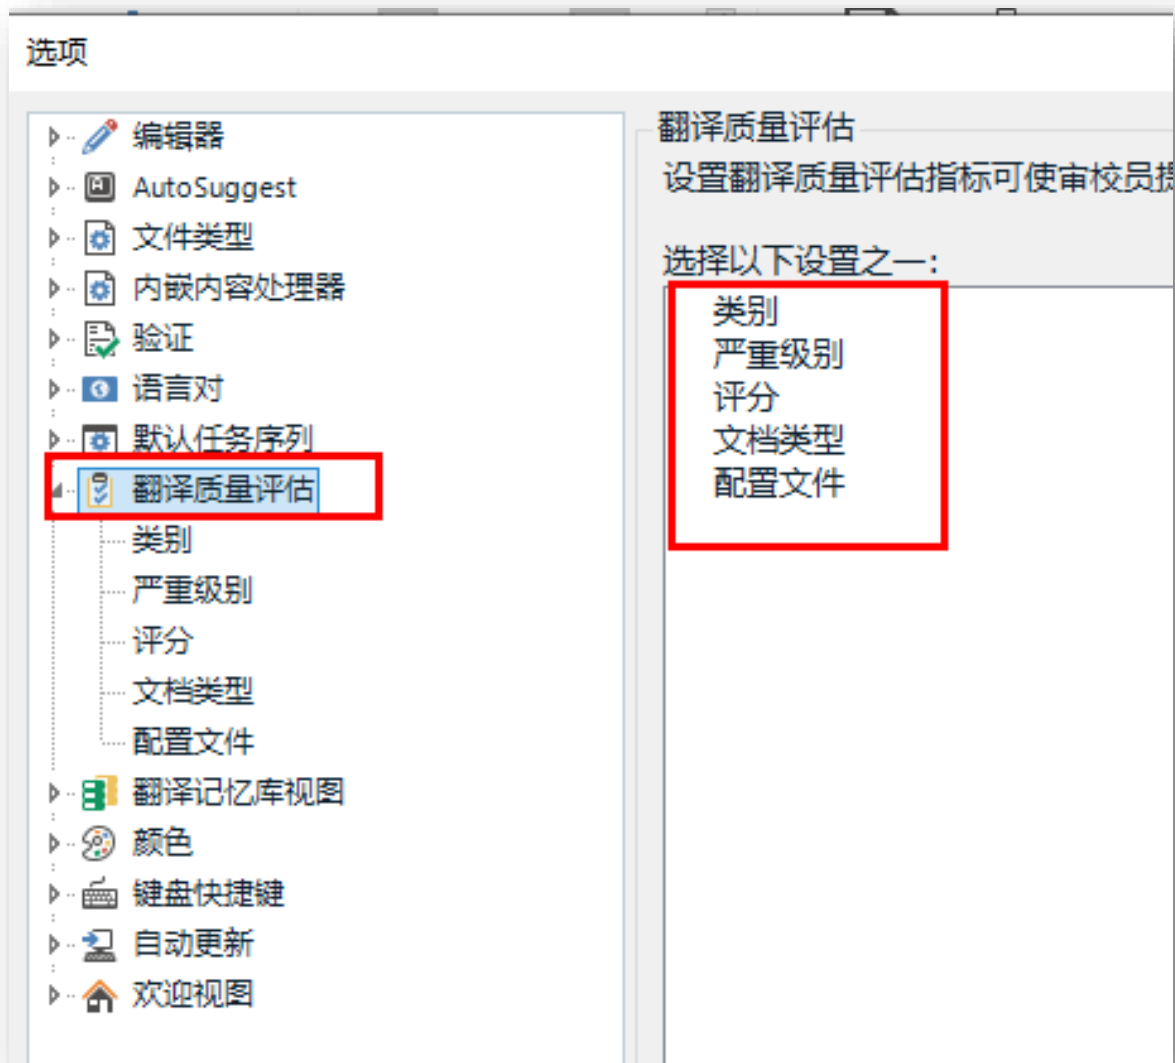 选项
编辑器
AutoSuggest
文件类型
内嵌内容处理器
验证
语言对
默认任务序列
翻译质量评估
类别
严重级别
评分
文档类型
配置文件
翻译记忆库视图
颜色
键盘快捷键
自动更新
欢迎视图
翻译质量评估
设置翻译质量评估指标可使审校员提
选择以下设置之一:
类别
严重级别
评分
文档类型
配置文件